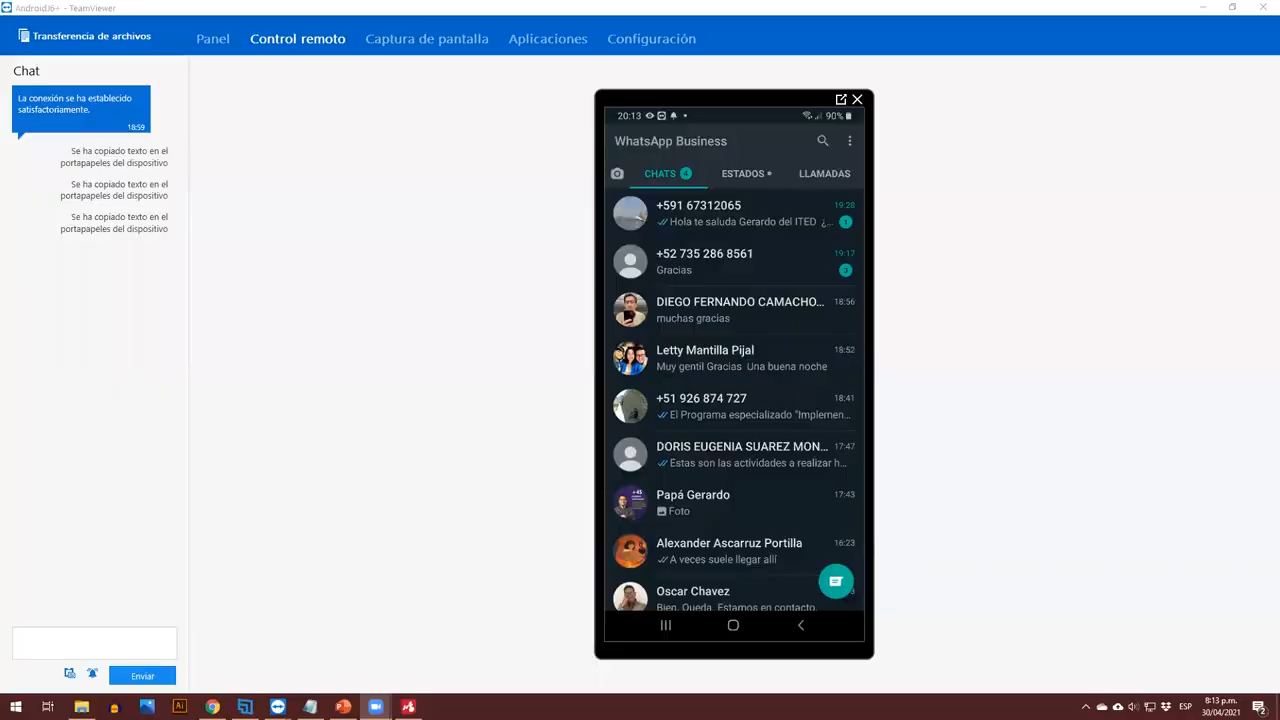 AndroidJ6+ - TeamViewer
Transferencia de archivos
Panel
Control remoto
Captura de pantalla
Aplicaciones
Configuración
Chat
La conexión se ha establecido
satisfactoriamente.
18:59
Se ha copiado texto en el
portapapeles del dispositivo
Se ha copiado texto en el
portapapeles del dispositivo
Se ha copiado texto en el
portapapeles del dispositivo
Enviar
20:13
90%
WhatsApp Business
CHATS 4
ESTADOS
LLAMADAS
+591 67312065 19:28
Hola te saluda Gerardo del ITED ¿... 1
+52 735 286 8561 19:17
Gracias 3
DIEGO FERNANDO CAMACHO... 18:56
muchas gracias
Letty Mantilla Pijal 18:52
Muy gentil Gracias Una buena noche
+51 926 874 727 18:41
El Programa especializado "Implemen...
DORIS EUGENIA SUAREZ MON... 17:47
Estas son las actividades a realizar h...
Papá Gerardo 17:43
Foto
Alexander Ascarruz Portilla 16:23
A veces suele llegar allí
Oscar Chavez
Bien. Queda. Estamos en contacto.
ESP
8:13 p.m.
30/04/2021
2